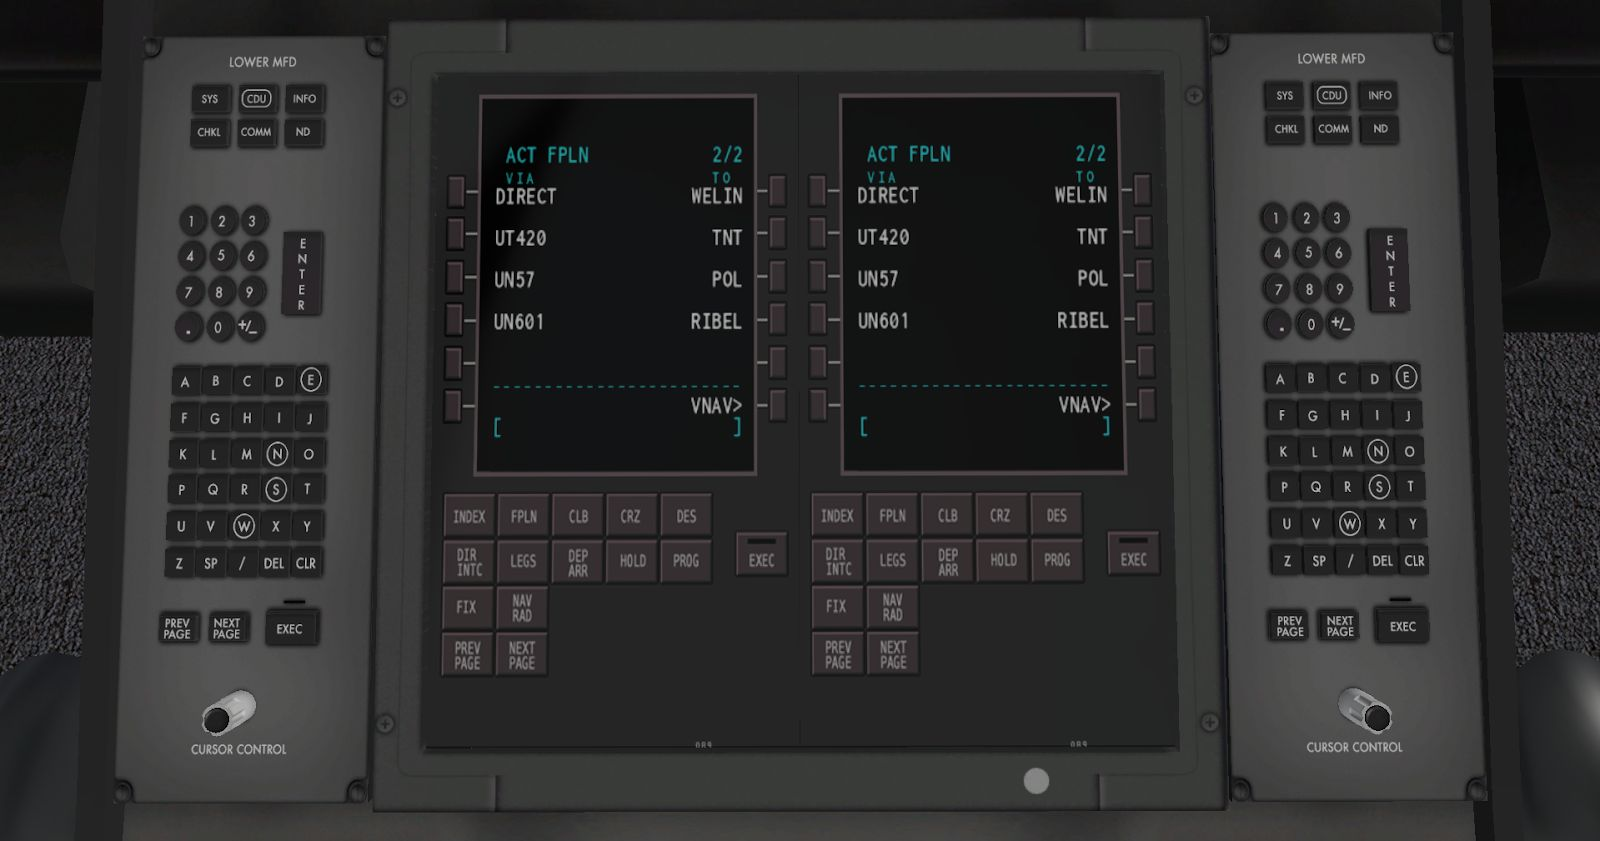 LOWER MFD
SYS CDU INFO
CHKL COMM ND
1 2 3
4 5 6
7 8 9
. 0 +/_
ENTER
A B C D E
F G H I J
K L M N O
P Q R S T
U V W X Y
Z SP / DEL CLR
PREV PAGE NEXT PAGE EXEC
CURSOR CONTROL
ACT FPLN 2/2
VIA TO
DIRECT WELIN
UT420 TNT
UN57 POL
UN601 RIBEL
--------------------------------
VNAV>
[ ]
INDEX FPLN CLB CRZ DES
DIR INTC LEGS DEP ARR HOLD PROG EXEC
FIX NAV RAD
PREV PAGE NEXT PAGE
ACT FPLN 2/2
VIA TO
DIRECT WELIN
UT420 TNT
UN57 POL
UN601 RIBEL
--------------------------------
VNAV>
[ ]
INDEX FPLN CLB CRZ DES
DIR INTC LEGS DEP ARR HOLD PROG EXEC
FIX NAV RAD
PREV PAGE NEXT PAGE
LOWER MFD
SYS CDU INFO
CHKL COMM ND
1 2 3
4 5 6
7 8 9
. 0 +/_
ENTER
A B C D E
F G H I J
K L M N O
P Q R S T
U V W X Y
Z SP / DEL CLR
PREV PAGE NEXT PAGE EXEC
CURSOR CONTROL